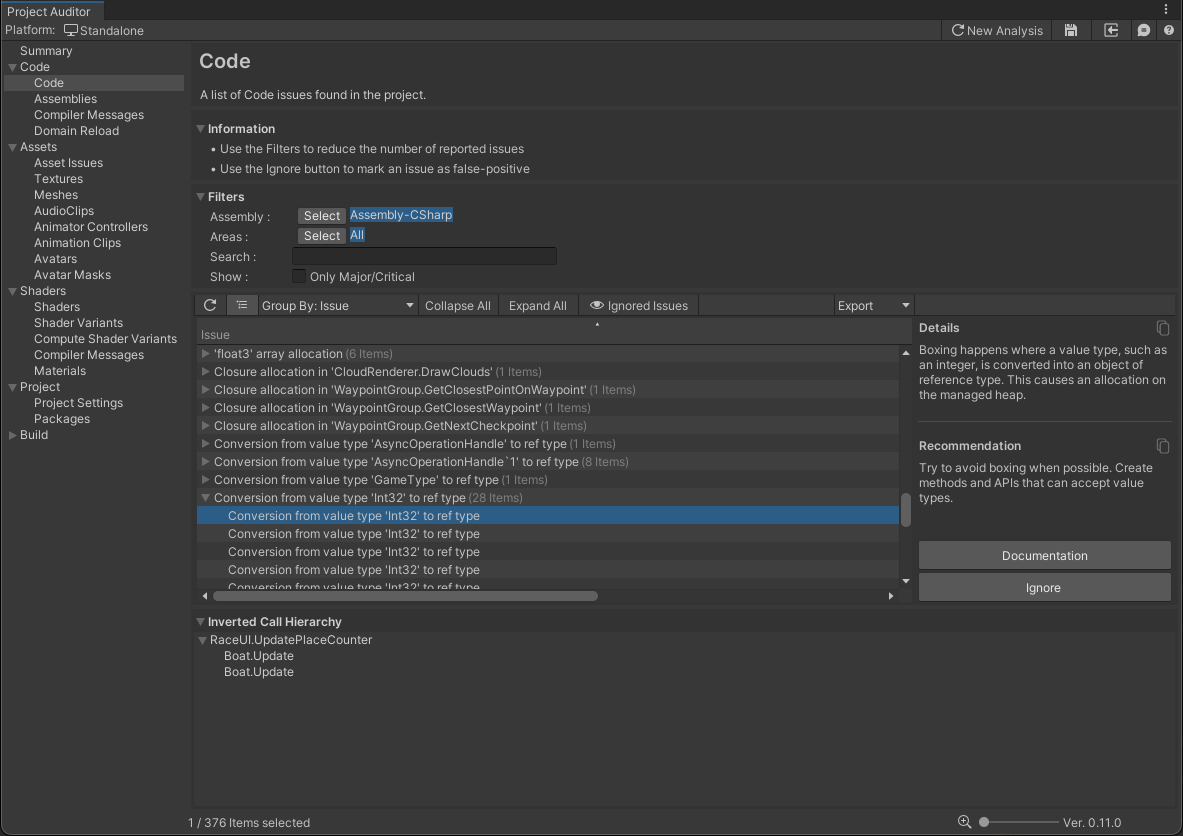 Project Auditor
Platform: Standalone
New Analysis
Summary
Code
Code
Assemblies
Compiler Messages
Domain Reload
Assets
Asset Issues
Textures
Meshes
AudioClips
Animator Controllers
Animation Clips
Avatars
Avatar Masks
Shaders
Shaders
Shader Variants
Compute Shader Variants
Compiler Messages
Materials
Project
Project Settings
Packages
Build
Code
A list of Code issues found in the project.
Information
• Use the Filters to reduce the number of reported issues
• Use the Ignore button to mark an issue as false-positive
Filters
Assembly : Select Assembly-CSharp
Areas : Select All
Search :
Show : Only Major/Critical
Group By: Issue Collapse All Expand All Ignored Issues Export
Issue
'float3' array allocation (6 Items)
Closure allocation in 'CloudRenderer.DrawClouds' (1 Items)
Closure allocation in 'WaypointGroup.GetClosestPointOnWaypoint' (1 Items)
Closure allocation in 'WaypointGroup.GetClosestWaypoint' (1 Items)
Closure allocation in 'WaypointGroup.GetNextCheckpoint' (1 Items)
Conversion from value type 'AsyncOperationHandle' to ref type (1 Items)
Conversion from value type 'AsyncOperationHandle`1' to ref type (8 Items)
Conversion from value type 'GameType' to ref type (1 Items)
Conversion from value type 'Int32' to ref type (28 Items)
Conversion from value type 'Int32' to ref type
Conversion from value type 'Int32' to ref type
Conversion from value type 'Int32' to ref type
Conversion from value type 'Int32' to ref type
Conversion from value type 'Int32' to ref type
Details
Boxing happens where a value type, such as
an integer, is converted into an object of
reference type. This causes an allocation on
the managed heap.
Recommendation
Try to avoid boxing when possible. Create
methods and APIs that can accept value
types.
Documentation
Ignore
Inverted Call Hierarchy
RaceUI.UpdatePlaceCounter
Boat.Update
Boat.Update
1 / 376 Items selected
Ver. 0.11.0